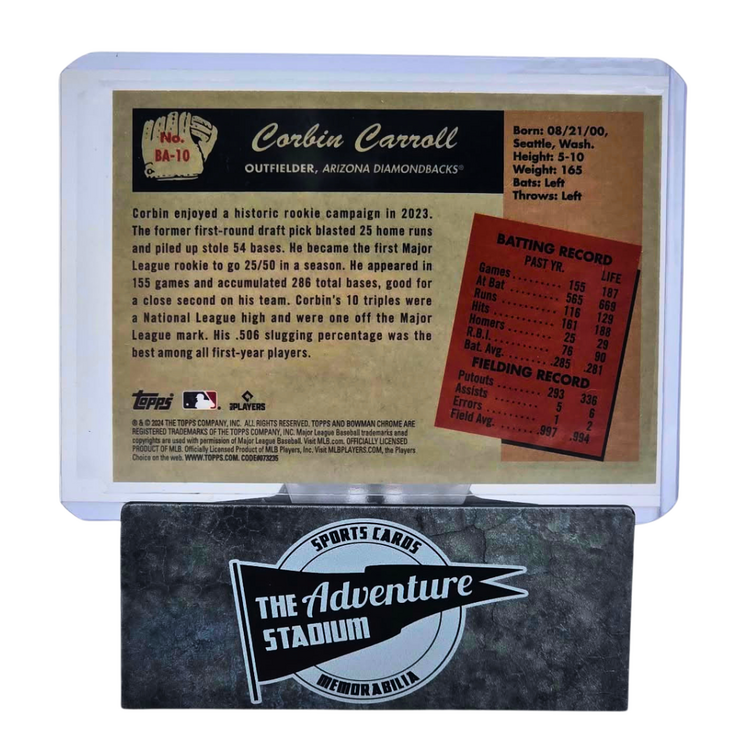 No.
BA-10
Corbin Carroll
OUTFIELDER, ARIZONA DIAMONDBACKS®
Born: 08/21/00,
Seattle, Wash.
Height: 5-10
Weight: 165
Bats: Left
Throws: Left
Corbin enjoyed a historic rookie campaign in 2023.
The former first-round draft pick blasted 25 home runs
and piled up stole 54 bases. He became the first Major
League rookie to go 25/50 in a season. He appeared in
155 games and accumulated 286 total bases, good for
a close second on his team. Corbin's 10 triples were
a National League high and were one off the Major
League mark. His .506 slugging percentage was the
best among all first-year players.
BATTING RECORD
PAST YR. LIFE
Games 155 187
At Bat 565 669
Runs 116 129
Hits 161 188
Homers 25 29
R.B.I. 76 90
Bat. Avg. .285 .281
FIELDING RECORD
Putouts 293 336
Assists 5 6
Errors 1 2
Field Avg. .997 .994
topps PLAYERS
® & © 2024 THE TOPPS COMPANY, INC. ALL RIGHTS RESERVED. TOPPS AND BOWMAN CHROME ARE
REGISTERED TRADEMARKS OF THE TOPPS COMPANY, INC. Major League Baseball trademarks and
copyrights are used with permission of Major League Baseball. Visit MLB.com. OFFICIALLY LICENSED
PRODUCT OF MLB. Officially Licensed Product of MLB Players, Inc. Visit MLBPLAYERS.COM, the Players
Choice on the web. WWW.TOPPS.COM. CODE#073235
SPORTS CARDS
THE Adventure
STADIUM
MEMORABILIA